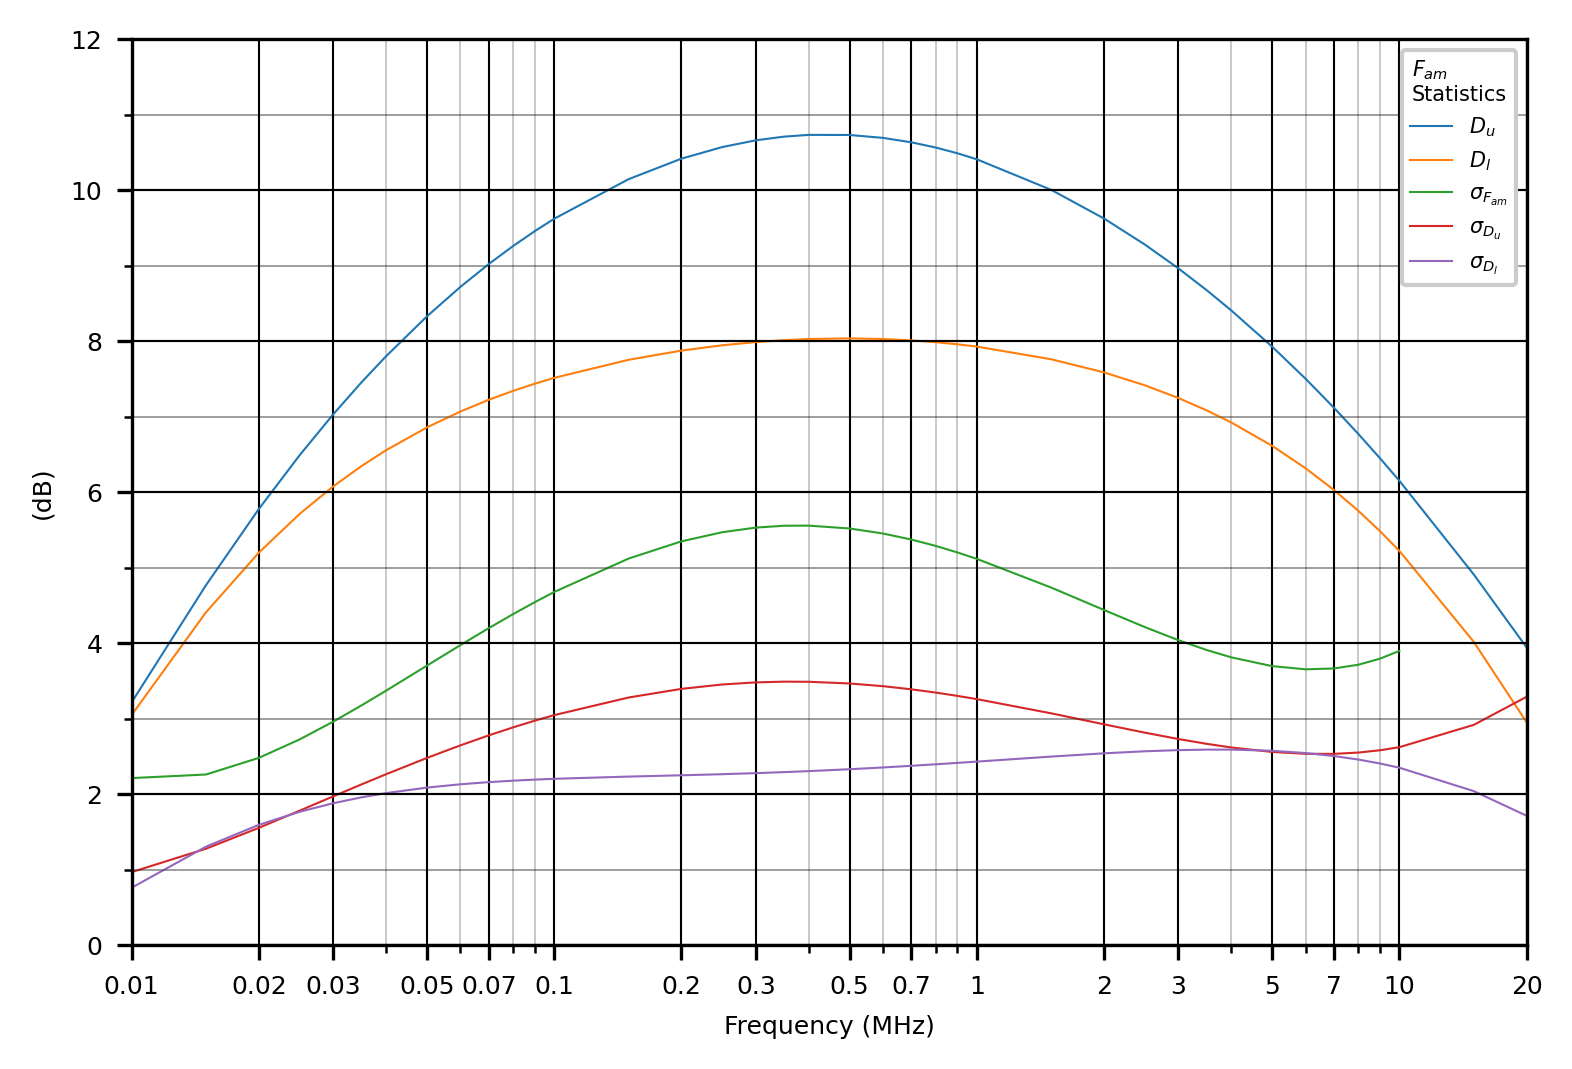 12
10
8
6
4
2
0
(dB)
F_am
Statistics
D_u
D_l
σ_F_am
σ_D_u
σ_D_l
0.01 0.02 0.03 0.05 0.07 0.1 0.2 0.3 0.5 0.7 1 2 3 5 7 10 20
Frequency (MHz)